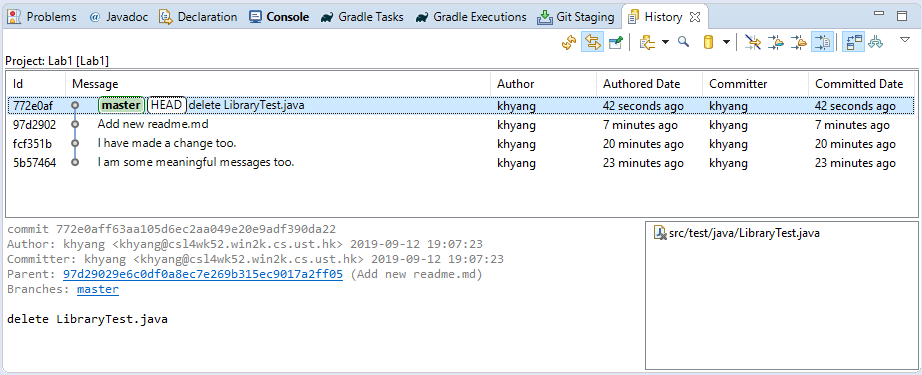 Problems @ Javadoc Declaration Console Gradle Tasks Gradle Executions Git Staging History
Project: Lab1 [Lab1]
Id Message Author Authored Date Committer Committed Date
772e0af master HEAD delete LibraryTest.java khyang 42 seconds ago khyang 42 seconds ago
97d2902 Add new readme.md khyang 7 minutes ago khyang 7 minutes ago
fcf351b I have made a change too. khyang 20 minutes ago khyang 20 minutes ago
5b57464 I am some meaningful messages too. khyang 23 minutes ago khyang 23 minutes ago
commit 772e0aff63aa105d6ec2aa049e20e9adf390da22
Author: khyang <khyang@csl4wk52.win2k.cs.ust.hk> 2019-09-12 19:07:23
Committer: khyang <khyang@csl4wk52.win2k.cs.ust.hk> 2019-09-12 19:07:23
Parent: 97d29029e6c0df0a8ec7e269b315ec9017a2ff05 (Add new readme.md)
Branches: master
delete LibraryTest.java
src/test/java/LibraryTest.java